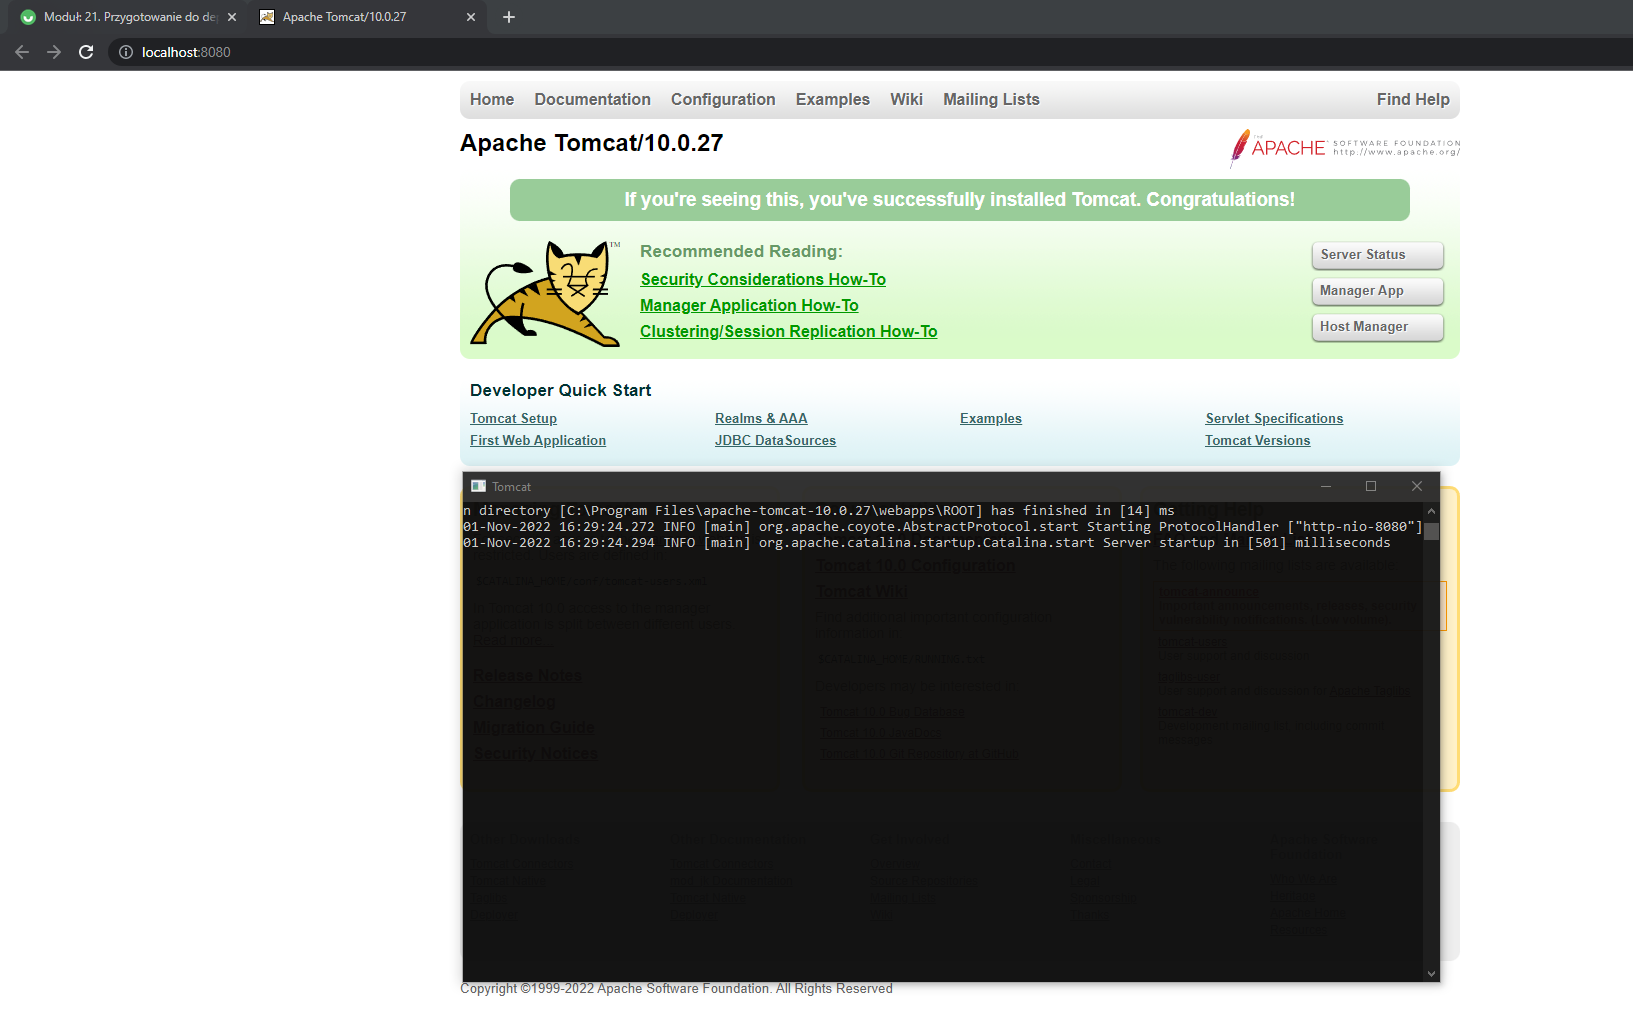 Moduł: 21. Przygotowanie do de
Apache Tomcat/10.0.27
localhost:8080
Home Documentation Configuration Examples Wiki Mailing Lists Find Help
Apache Tomcat/10.0.27
THE APACHE SOFTWARE FOUNDATION
http://www.apache.org/
If you're seeing this, you've successfully installed Tomcat. Congratulations!
TM
Recommended Reading:
Security Considerations How-To
Manager Application How-To
Clustering/Session Replication How-To
Server Status
Manager App
Host Manager
Developer Quick Start
Tomcat Setup
First Web Application
Realms & AAA
JDBC DataSources
Examples
Servlet Specifications
Tomcat Versions
Tomcat
n directory [C:\Program Files\apache-tomcat-10.0.27\webapps\ROOT] has finished in [14] ms
01-Nov-2022 16:29:24.272 INFO [main] org.apache.coyote.AbstractProtocol.start Starting ProtocolHandler ["http-nio-8080"]
01-Nov-2022 16:29:24.294 INFO [main] org.apache.catalina.startup.Catalina.start Server startup in [501] milliseconds
Read more...
Release Notes
Changelog
Migration Guide
Security Notices
Tomcat 10.0 Configuration
Tomcat Wiki
Copyright ©1999-2022 Apache Software Foundation. All Rights Reserved